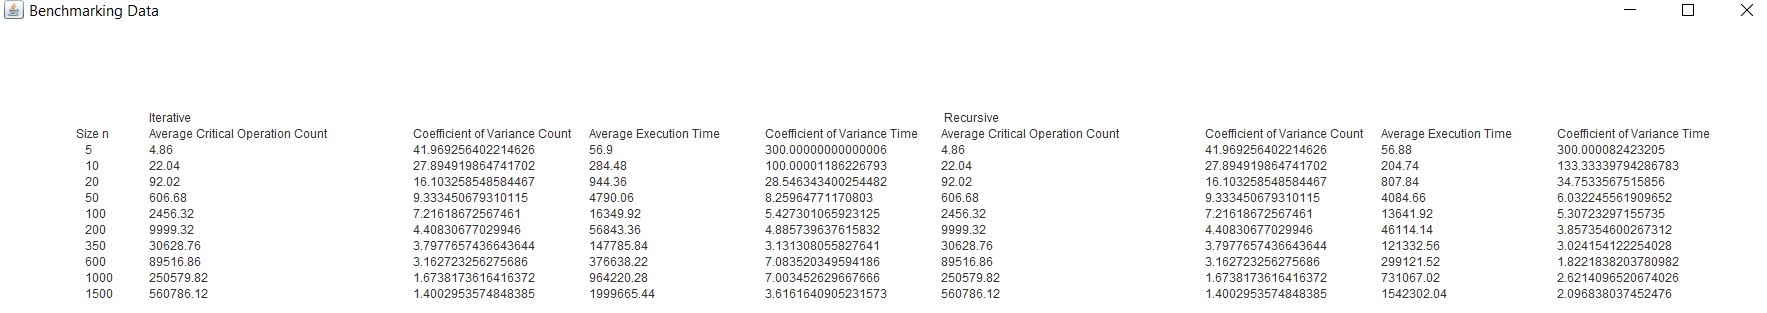 Benchmarking Data
Iterative Recursive
Size n Average Critical Operation Count Coefficient of Variance Count Average Execution Time Coefficient of Variance Time Average Critical Operation Count Coefficient of Variance Count Average Execution Time Coefficient of Variance Time
5 4.86 41.969256402214626 56.9 300.00000000000006 4.86 41.969256402214626 56.88 300.000082423205
10 22.04 27.894919864741702 284.48 100.00001186226793 22.04 27.894919864741702 204.74 133.33339794286783
20 92.02 16.103258548584467 944.36 28.546343400254482 92.02 16.103258548584467 807.84 34.7533567515856
50 606.68 9.333450679310115 4790.06 8.25964771170803 606.68 9.333450679310115 4084.66 6.032245561909652
100 2456.32 7.21618672567461 16349.92 5.427301065923125 2456.32 7.21618672567461 13641.92 5.30723297155735
200 9999.32 4.40830677029946 56843.36 4.885739637615832 9999.32 4.40830677029946 46114.14 3.857354600267312
350 30628.76 3.7977657436643644 147785.84 3.131308055827641 30628.76 3.7977657436643644 121332.56 3.024154122254028
600 89516.86 3.162723256275686 376638.22 7.083520349594186 89516.86 3.162723256275686 299121.52 1.8221838203780982
1000 250579.82 1.6738173616416372 964220.28 7.003452629667666 250579.82 1.6738173616416372 731067.02 2.6214096520674026
1500 560786.12 1.4002953574848385 1999665.44 3.6161640905231573 560786.12 1.4002953574848385 1542302.04 2.096838037452476